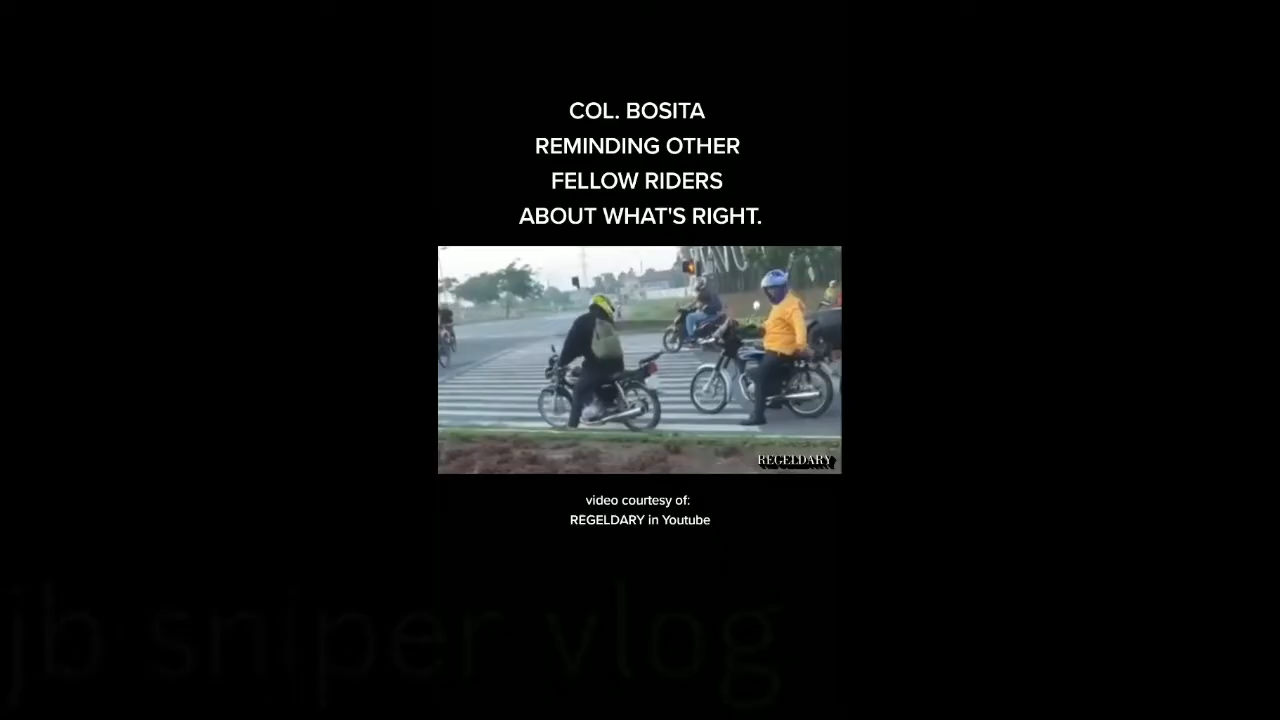 COL. BOSITA
REMINDING OTHER
FELLOW RIDERS
ABOUT WHAT'S RIGHT.
REGELDARY
video courtesy of:
REGELDARY in Youtube
jb sniper vlog